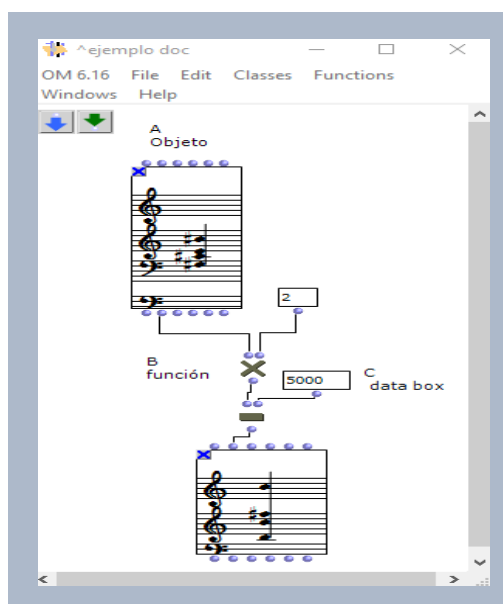 ^ejemplo doc
OM 6.16 File Edit Classes Functions
Windows Help
A
Objeto
2
B
función
5000
C
data box